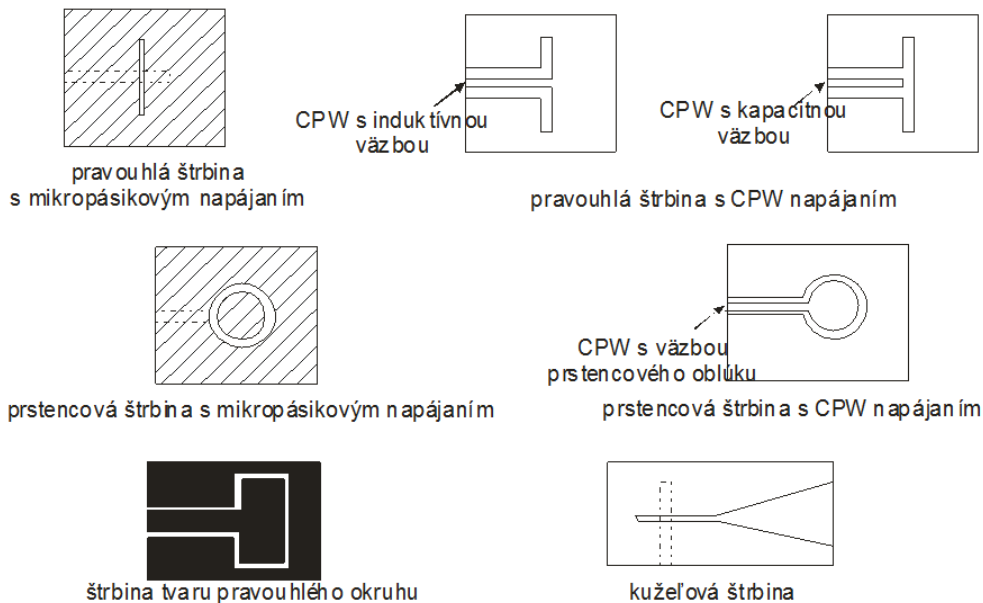 CPW s induktívnou
väzbou
CPW s kapacítnou
väzbou
pravouhlá štrbina
s mikropásikovým napájaním
pravouhlá štrbina s CPW napájaním
CPW s väzbou
prstencového oblúku
prstencová štrbina s mikropásikovým napájaním
prstencová štrbina s CPW napájaním
štrbina tvaru pravouhlého okruhu
kužeľová štrbina